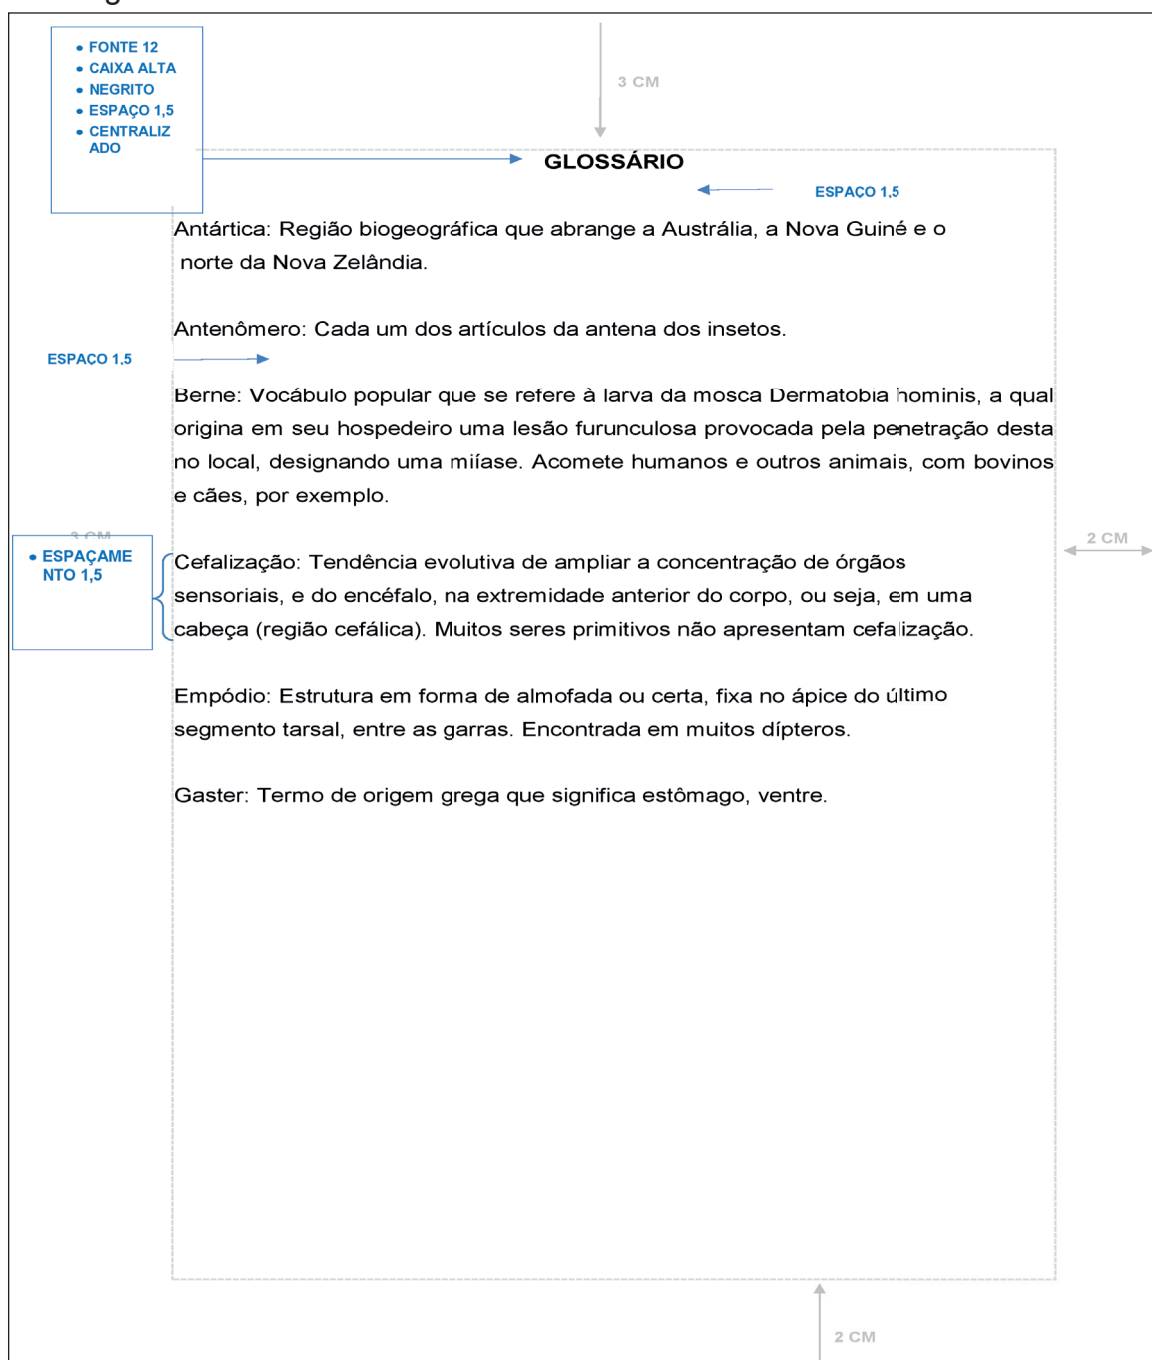 • FONTE 12
• CAIXA ALTA
• NEGRITO
• ESPAÇO 1,5
• CENTRALIZ
ADO
3 CM
GLOSSÁRIO
ESPAÇO 1,5
Antártica: Região biogeográfica que abrange a Austrália, a Nova Guiné e o
norte da Nova Zelândia.
Antenômero: Cada um dos artículos da antena dos insetos.
ESPAÇO 1,5
Berne: Vocábulo popular que se refere à larva da mosca Dermatobia hominis, a qual
origina em seu hospedeiro uma lesão furunculosa provocada pela penetração desta
no local, designando uma miíase. Acomete humanos e outros animais, com bovinos
e cães, por exemplo.
3 CM
2 CM
• ESPAÇAME
NTO 1,5
Cefalização: Tendência evolutiva de ampliar a concentração de órgãos
sensoriais, e do encéfalo, na extremidade anterior do corpo, ou seja, em uma
cabeça (região cefálica). Muitos seres primitivos não apresentam cefalização.
Empódio: Estrutura em forma de almofada ou certa, fixa no ápice do último
segmento tarsal, entre as garras. Encontrada em muitos dípteros.
Gaster: Termo de origem grega que significa estômago, ventre.
2 CM